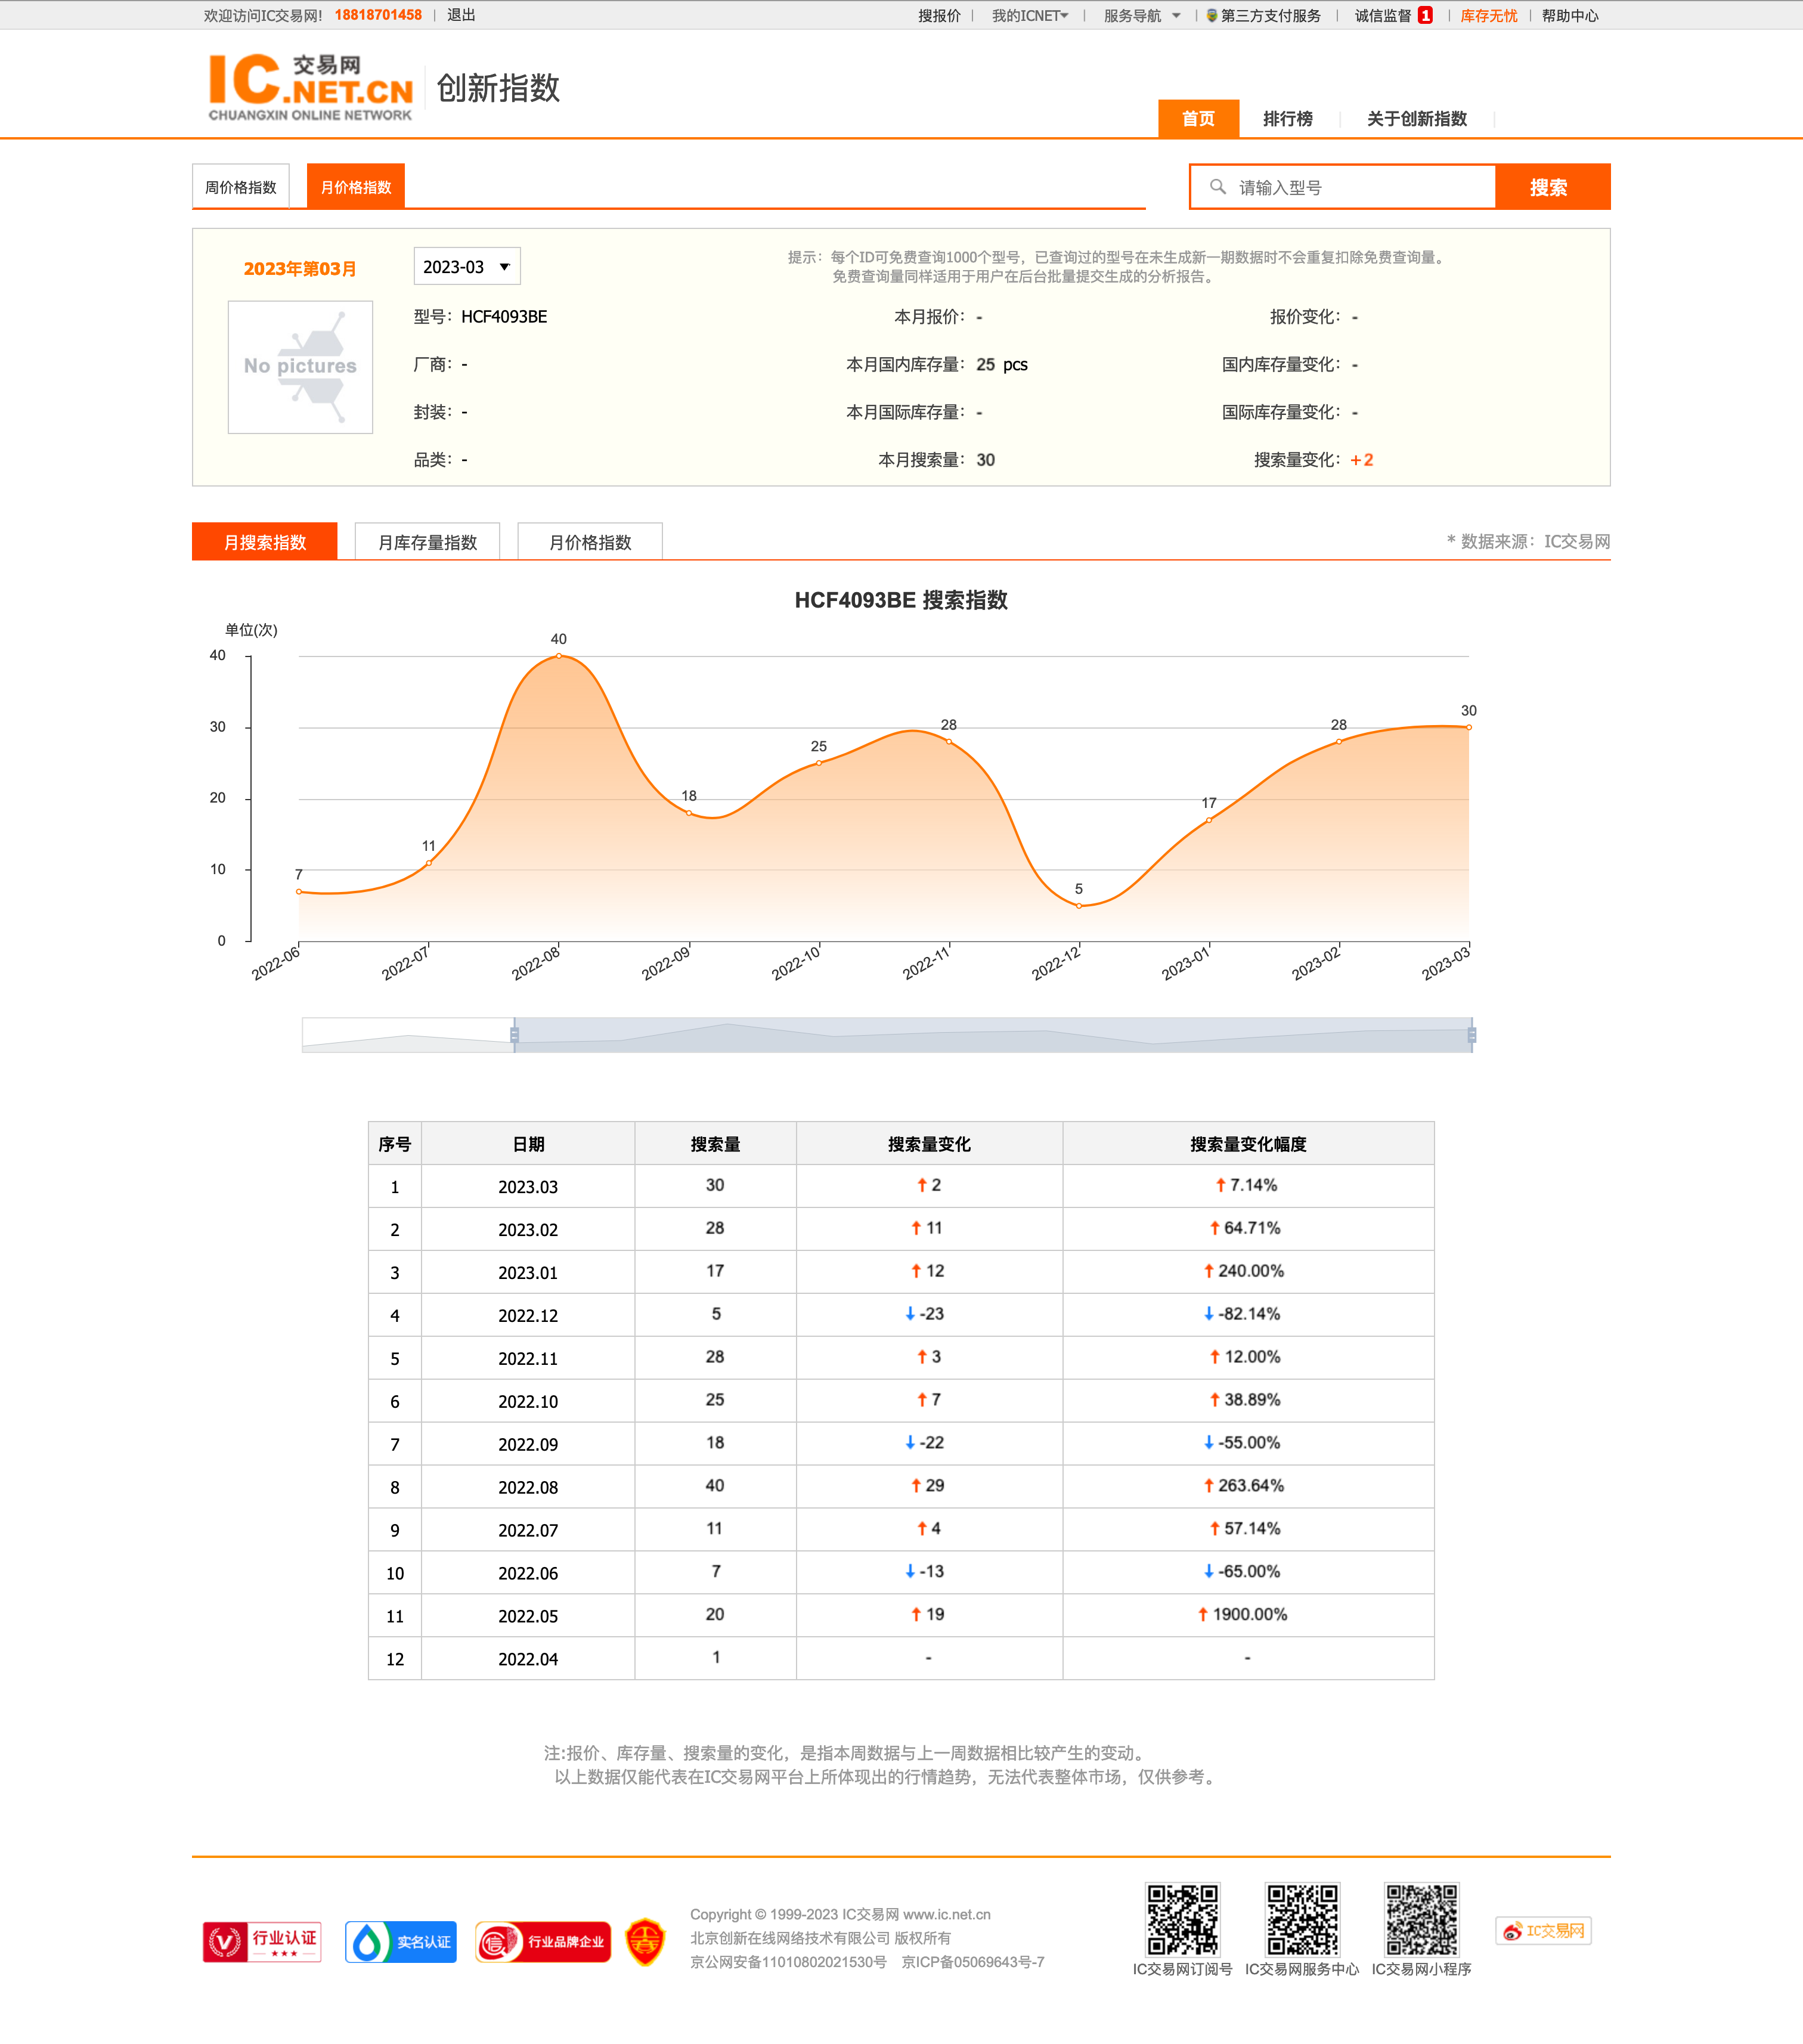 欢迎访问IC交易网! 18818701458 | 退出
搜报价 | 我的ICNET | 服务导航 | 第三方支付服务 | 诚信监督 1 | 库存无忧 | 帮助中心
IC 交易网
.NET.CN
CHUANGXIN ONLINE NETWORK
创新指数
首页 排行榜 关于创新指数
周价格指数 月价格指数
请输入型号 搜索
2023年第03月 2023-03
提示：每个ID可免费查询1000个型号，已查询过的型号在未生成新一期数据时不会重复扣除免费查询量。
免费查询量同样适用于用户在后台批量提交生成的分析报告。
No pictures
型号：HCF4093BE 本月报价：- 报价变化：-
厂商：- 本月国内库存量：25 pcs 国内库存量变化：-
封装：- 本月国际库存量：- 国际库存量变化：-
品类：- 本月搜索量：30 搜索量变化：+2
月搜索指数 月库存量指数 月价格指数
* 数据来源：IC交易网
HCF4093BE 搜索指数
单位(次)
40
30
20
10
0
7 11 40 18 25 28 5 17 28 30
2022-06 2022-07 2022-08 2022-09 2022-10 2022-11 2022-12 2023-01 2023-02 2023-03
序号 日期 搜索量 搜索量变化 搜索量变化幅度
1 2023.03 30 ↑ 2 ↑ 7.14%
2 2023.02 28 ↑ 11 ↑ 64.71%
3 2023.01 17 ↑ 12 ↑ 240.00%
4 2022.12 5 ↓ -23 ↓ -82.14%
5 2022.11 28 ↑ 3 ↑ 12.00%
6 2022.10 25 ↑ 7 ↑ 38.89%
7 2022.09 18 ↓ -22 ↓ -55.00%
8 2022.08 40 ↑ 29 ↑ 263.64%
9 2022.07 11 ↑ 4 ↑ 57.14%
10 2022.06 7 ↓ -13 ↓ -65.00%
11 2022.05 20 ↑ 19 ↑ 1900.00%
12 2022.04 1 - -
注:报价、库存量、搜索量的变化，是指本周数据与上一周数据相比较产生的变动。
以上数据仅能代表在IC交易网平台上所体现出的行情趋势，无法代表整体市场，仅供参考。
行业认证
实名认证
信 行业品牌企业
Copyright © 1999-2023 IC交易网 www.ic.net.cn
北京创新在线网络技术有限公司 版权所有
京公网安备11010802021530号 京ICP备05069643号-7
IC交易网订阅号 IC交易网服务中心 IC交易网小程序
IC交易网